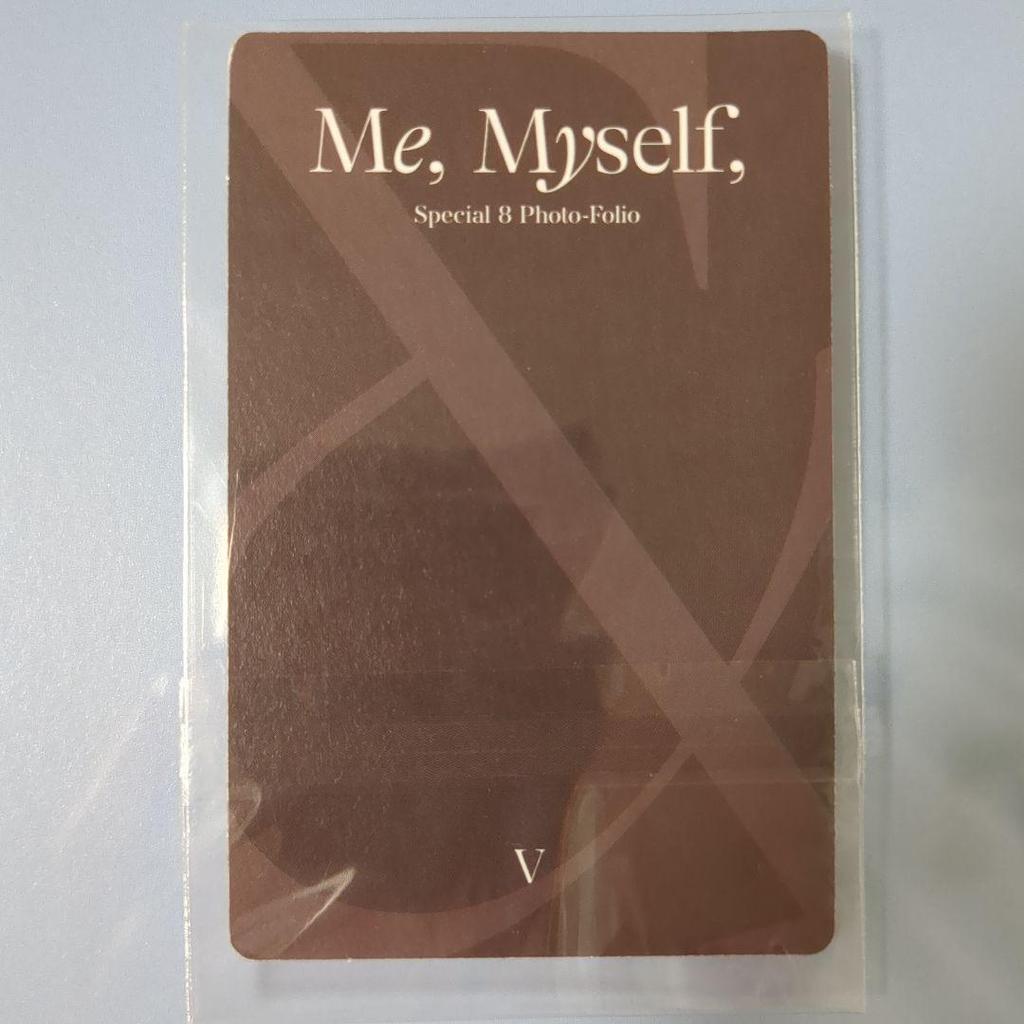 Me, Myself,
Special 8 Photo-Folio
V